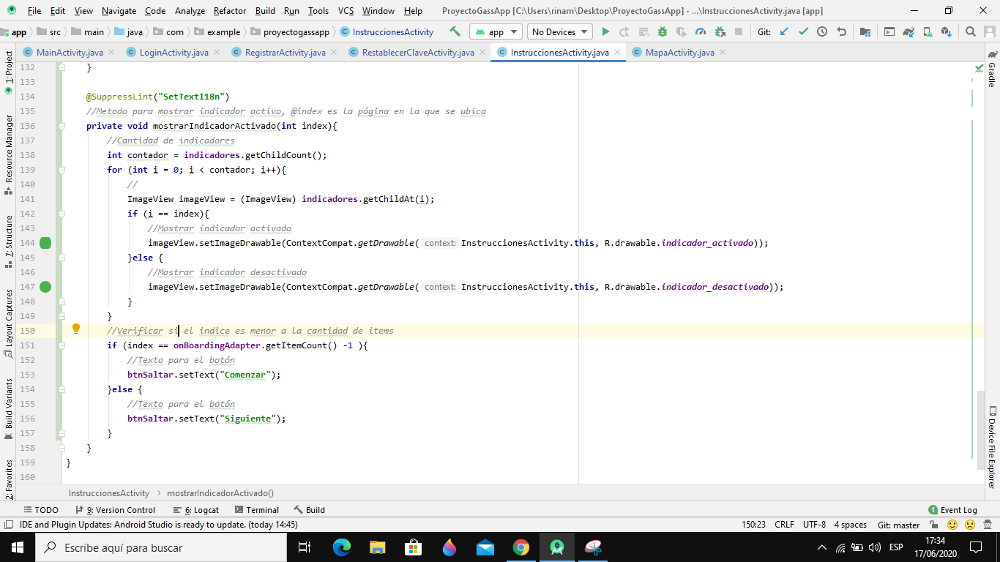 File Edit View Navigate Code Analyze Refactor Build Run Tools VCS Window Help ProyectoGassApp [C:\Users\rinam\Desktop\ProyectoGassApp] - ...\InstruccionesActivity.java [app]
app src main java com example proyectogassapp InstruccionesActivity app No Devices Git:
MainActivity.java LoginActivity.java RegistrarActivity.java RestablecerClaveActivity.java InstruccionesActivity.java MapaActivity.java
1: Project
Resource Manager
7: Structure
Layout Captures
Build Variants
2: Favorites
132 }
133
134 @SuppressLint("SetTextI18n")
135 //Metodo para mostrar indicador activo, @index es la página en la que se ubica
136 private void mostrarIndicadorActivado(int index){
137 //Cantidad de indicadores
138 int contador = indicadores.getChildCount();
139 for (int i = 0; i < contador; i++){
140 //
141 ImageView imageView = (ImageView) indicadores.getChildAt(i);
142 if (i == index){
143 //Mostrar indicador activado
144 imageView.setImageDrawable(ContextCompat.getDrawable( context: InstruccionesActivity.this, R.drawable.indicador_activado));
145 }else {
146 //Mostrar indicador desactivado
147 imageView.setImageDrawable(ContextCompat.getDrawable( context: InstruccionesActivity.this, R.drawable.indicador_desactivado));
148 }
149 }
150 //Verificar si el indice es menor a la cantidad de items
151 if (index == onBoardingAdapter.getItemCount() -1 ){
152 //Texto para el botón
153 btnSaltar.setText("Comenzar");
154 }else {
155 //Texto para el botón
156 btnSaltar.setText("Siguiente");
157 }
158 }
159 }
160
Gradle
Device File Explorer
InstruccionesActivity mostrarIndicadorActivado()
TODO 9: Version Control 6: Logcat Terminal Build 1 Event Log
IDE and Plugin Updates: Android Studio is ready to update. (today 14:45) 150:23 CRLF UTF-8 4 spaces Git: master
Escribe aquí para buscar
ESP
17:34
17/06/2020